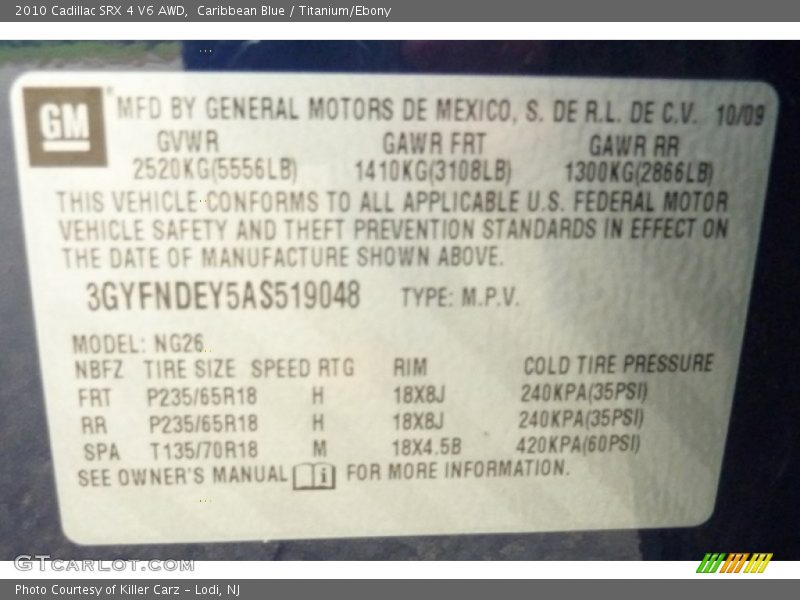 2010 Cadillac SRX 4 V6 AWD,  Caribbean Blue / Titanium/Ebony
GM MFD BY GENERAL MOTORS DE MEXICO, S. DE R.L. DE C.V. 10/09
GVWR GAWR FRT GAWR RR
2520KG(5556LB) 1410KG(3108LB) 1300KG(2866LB)
THIS VEHICLE CONFORMS TO ALL APPLICABLE U.S. FEDERAL MOTOR
VEHICLE SAFETY AND THEFT PREVENTION STANDARDS IN EFFECT ON
THE DATE OF MANUFACTURE SHOWN ABOVE.
3GYFNDEY5AS519048 TYPE: M.P.V.
MODEL: NG26
NBFZ TIRE SIZE SPEED RTG RIM COLD TIRE PRESSURE
FRT P235/65R18 H 18X8J 240KPA(35PSI)
RR P235/65R18 H 18X8J 240KPA(35PSI)
SPA T135/70R18 M 18X4.5B 420KPA(60PSI)
SEE OWNER'S MANUAL i FOR MORE INFORMATION.
GTCARLOT.COM
Photo Courtesy of Killer Carz – Lodi, NJ